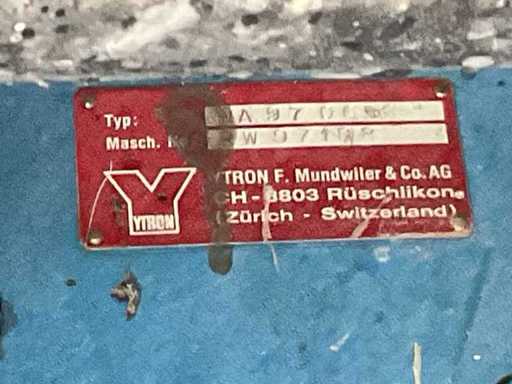 Typ:
Masch. N
YTRON F. Mundwiler & Co. AG
CH-8803 Rüschlikon
(Zürich - Switzerland)
YTRON